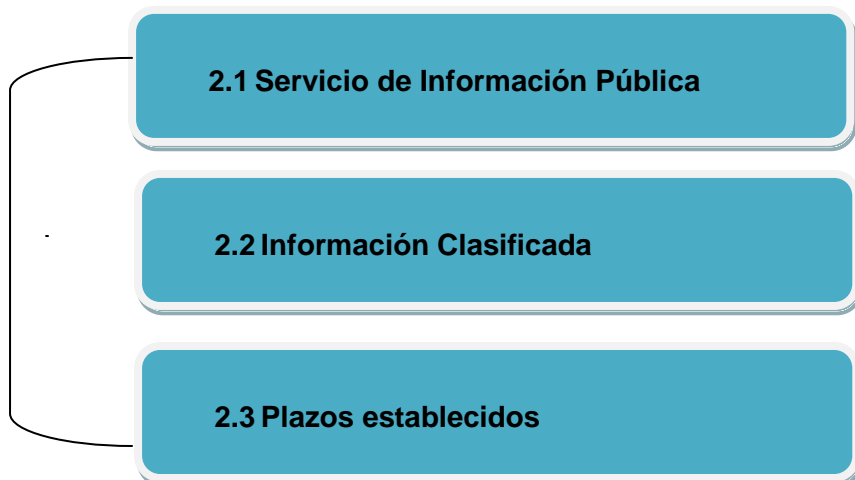 2.1 Servicio de Información Pública
-
2.2 Información Clasificada
2.3 Plazos establecidos